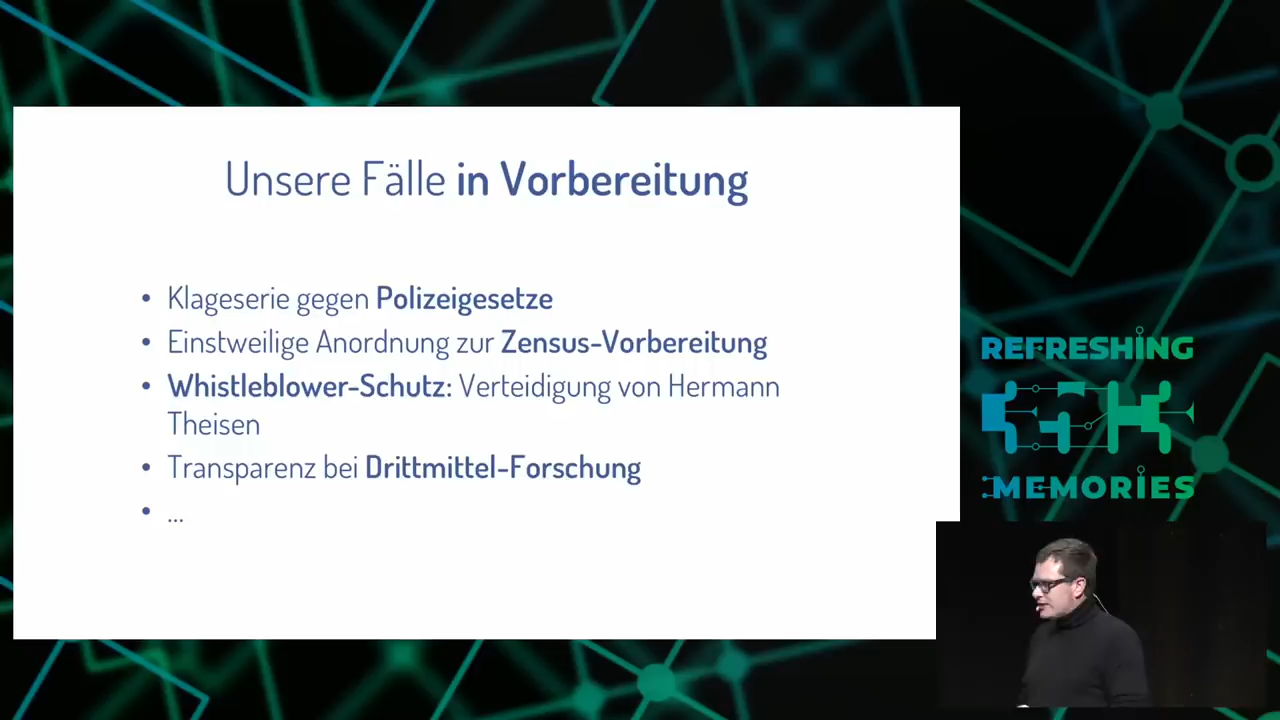 Unsere Fälle in Vorbereitung
• Klageserie gegen Polizeigesetze
• Einstweilige Anordnung zur Zensus-Vorbereitung
• Whistleblower-Schutz: Verteidigung von Hermann
Theisen
• Transparenz bei Drittmittel-Forschung
• ...
REFRESHING
35C3
MEMORIES